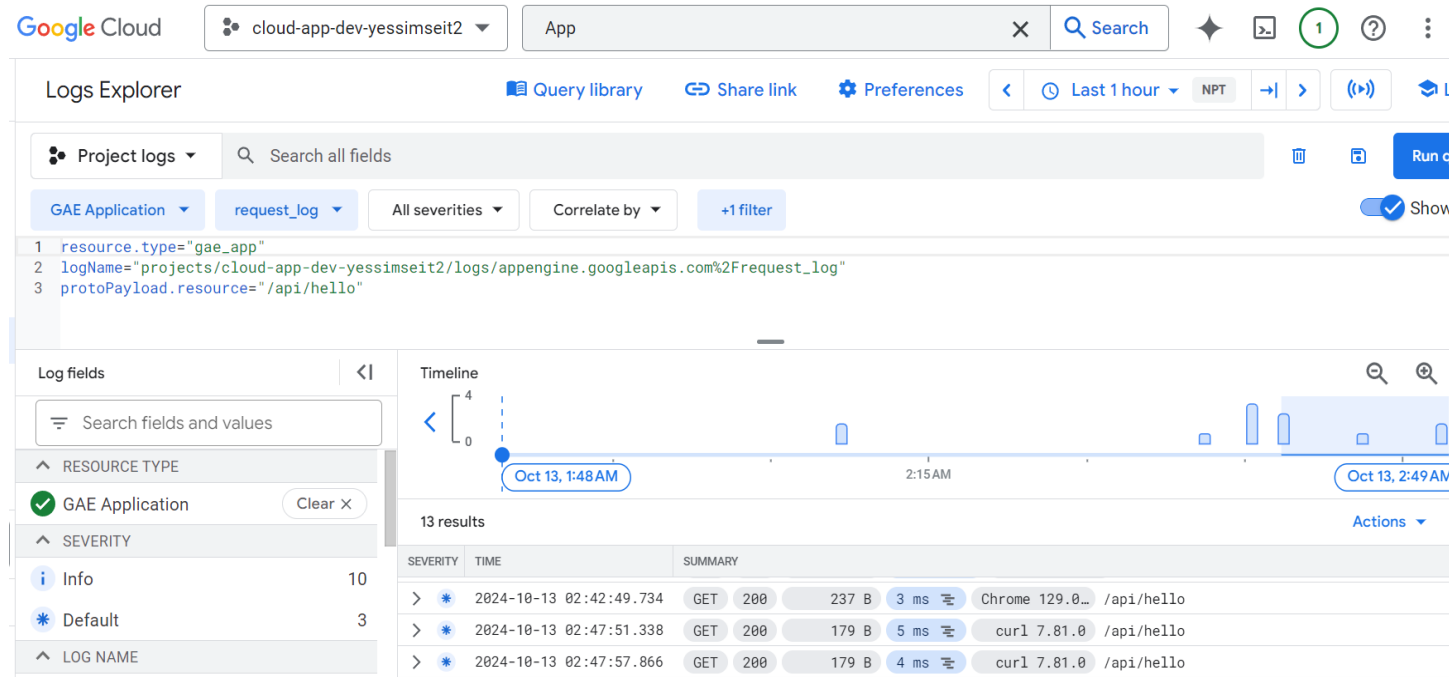 Google Cloud cloud-app-dev-yessimseit2 App Search 1
Logs Explorer Query library Share link Preferences Last 1 hour NPT L
Project logs Search all fields Run
GAE Application request_log All severities Correlate by +1 filter Show
1 resource.type="gae_app"
2 logName="projects/cloud-app-dev-yessimseit2/logs/appengine.googleapis.com%2Frequest_log"
3 protoPayload.resource="/api/hello"
Log fields
Search fields and values
RESOURCE TYPE
GAE Application Clear
SEVERITY
Info 10
Default 3
LOG NAME
Timeline
4
0
Oct 13, 1:48 AM 2:15 AM Oct 13, 2:49 AM
13 results Actions
SEVERITY TIME SUMMARY
2024-10-13 02:42:49.734 GET 200 237 B 3 ms Chrome 129.0… /api/hello
2024-10-13 02:47:51.338 GET 200 179 B 5 ms curl 7.81.0 /api/hello
2024-10-13 02:47:57.866 GET 200 179 B 4 ms curl 7.81.0 /api/hello